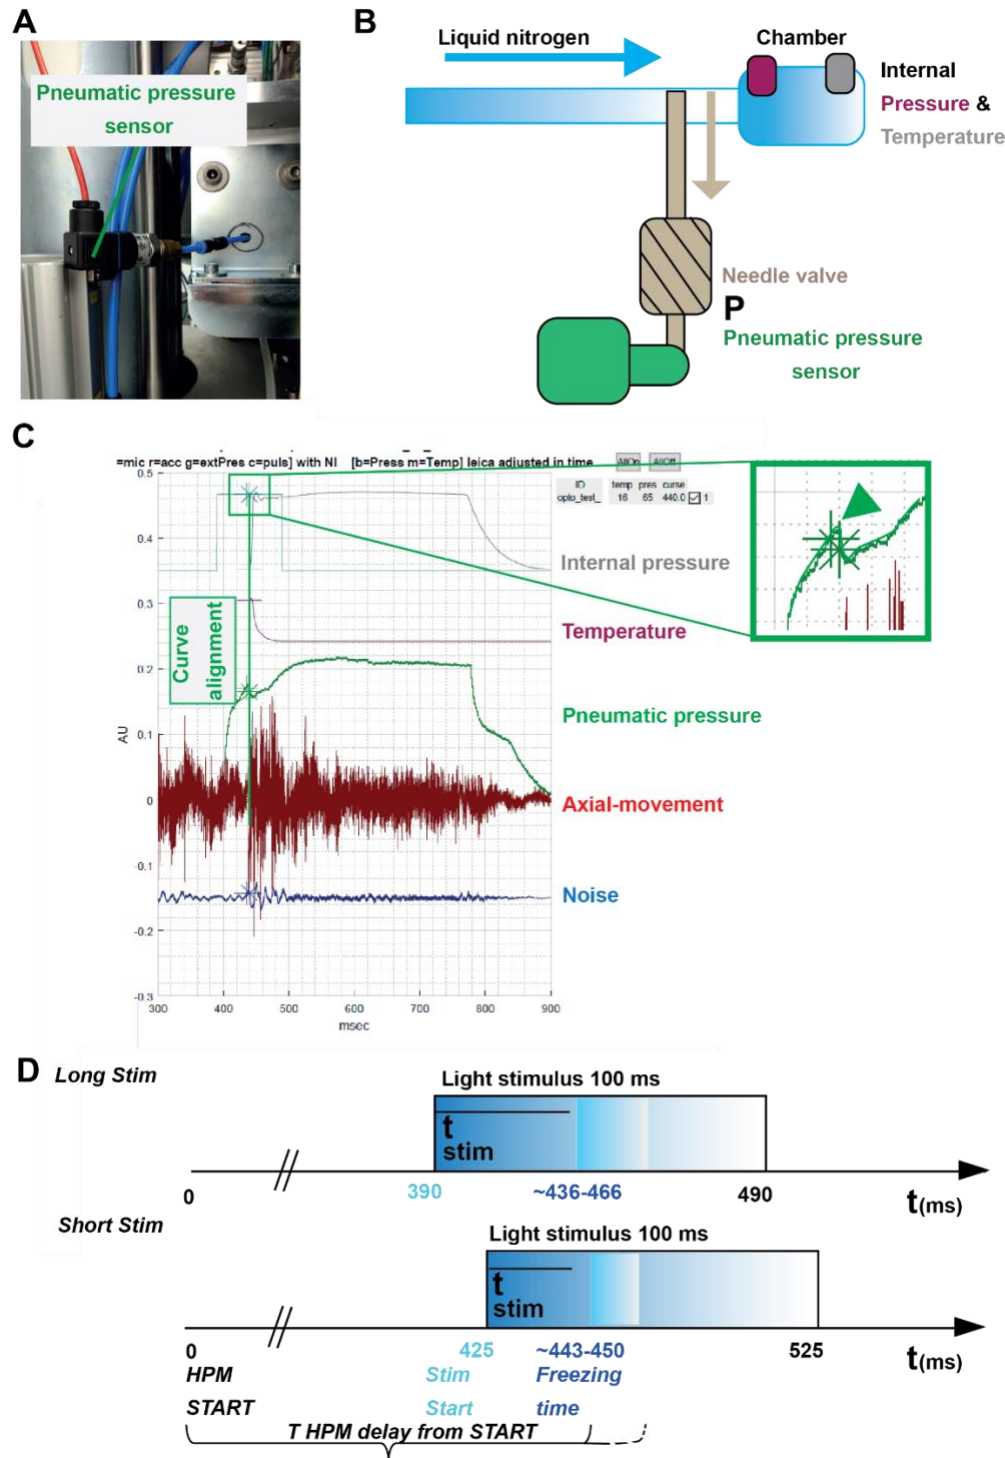 A
Pneumatic pressure
sensor
B
Liquid nitrogen
Chamber
Internal
Pressure &
Temperature
Needle valve
P
Pneumatic pressure
sensor
C
=mic r=acc g=extPres c=puls] with NI [b=Press m=Temp] leica adjusted in time
AllOn
AllOff
ID temp pres curse
opto_test_ 16 65 440.0 1
0.5
0.4
0.3
0.2
0.1
0
-0.1
-0.2
-0.3
AU
300 400 500 600 700 800 900
msec
Curve
alignment
Internal pressure
Temperature
Pneumatic pressure
Axial-movement
Noise
D
Long Stim
Light stimulus 100 ms
t
stim
0 390 ~436-466 490 t(ms)
Short Stim
Light stimulus 100 ms
t
stim
0 425 ~443-450 525 t(ms)
HPM Stim Freezing
START Start time
T HPM delay from START